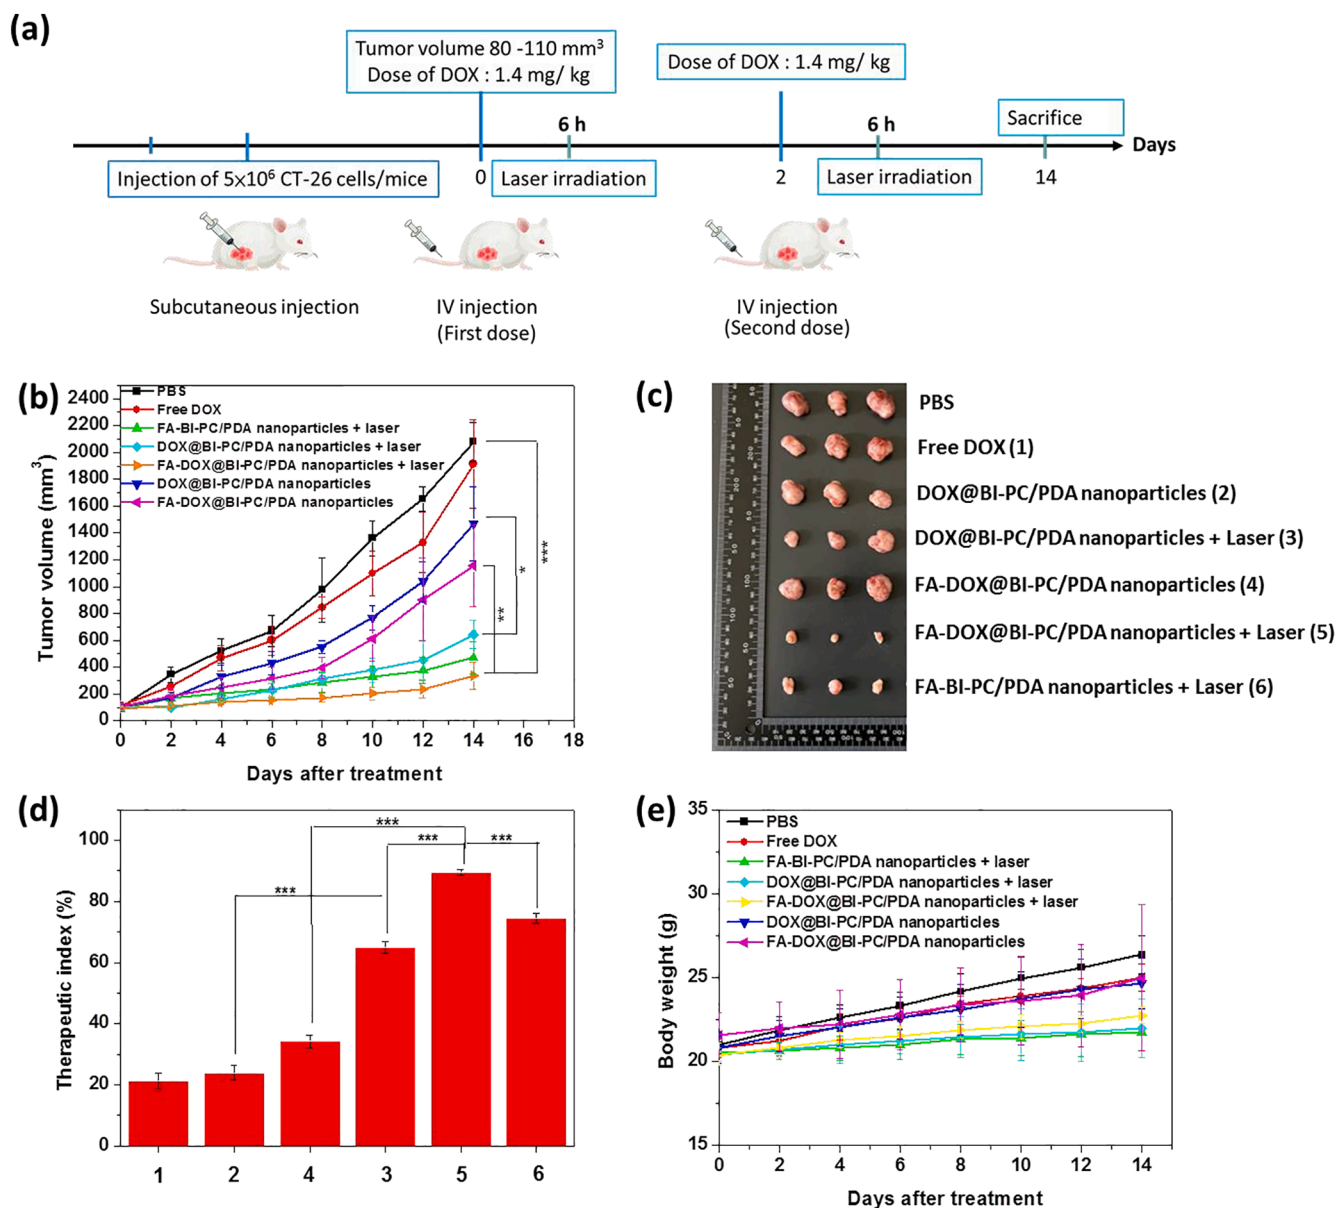 (a)
Tumor volume 80 -110 mm³
Dose of DOX : 1.4 mg/ kg
Dose of DOX : 1.4 mg/ kg
6 h
6 h
Sacrifice
Days
Injection of 5x10⁶ CT-26 cells/mice
0
Laser irradiation
2
Laser irradiation
14
Subcutaneous injection
IV injection
(First dose)
IV injection
(Second dose)
(b)
PBS
Free DOX
FA-BI-PC/PDA nanoparticles + laser
DOX@BI-PC/PDA nanoparticles + laser
FA-DOX@BI-PC/PDA nanoparticles + laser
DOX@BI-PC/PDA nanoparticles
FA-DOX@BI-PC/PDA nanoparticles
2400
2200
2000
1800
1600
1400
1200
1000
800
600
400
200
0
Tumor volume (mm³)
**
*
***
0 2 4 6 8 10 12 14 16 18
Days after treatment
(c)
PBS
Free DOX (1)
DOX@BI-PC/PDA nanoparticles (2)
DOX@BI-PC/PDA nanoparticles + Laser (3)
FA-DOX@BI-PC/PDA nanoparticles (4)
FA-DOX@BI-PC/PDA nanoparticles + Laser (5)
FA-BI-PC/PDA nanoparticles + Laser (6)
(d)
100
80
60
40
20
0
Therapeutic index (%)
***
***
***
***
1 2 4 3 5 6
(e)
35
30
25
20
15
Body weight (g)
PBS
Free DOX
FA-BI-PC/PDA nanoparticles + laser
DOX@BI-PC/PDA nanoparticles + laser
FA-DOX@BI-PC/PDA nanoparticles + laser
DOX@BI-PC/PDA nanoparticles
FA-DOX@BI-PC/PDA nanoparticles
0 2 4 6 8 10 12 14
Days after treatment